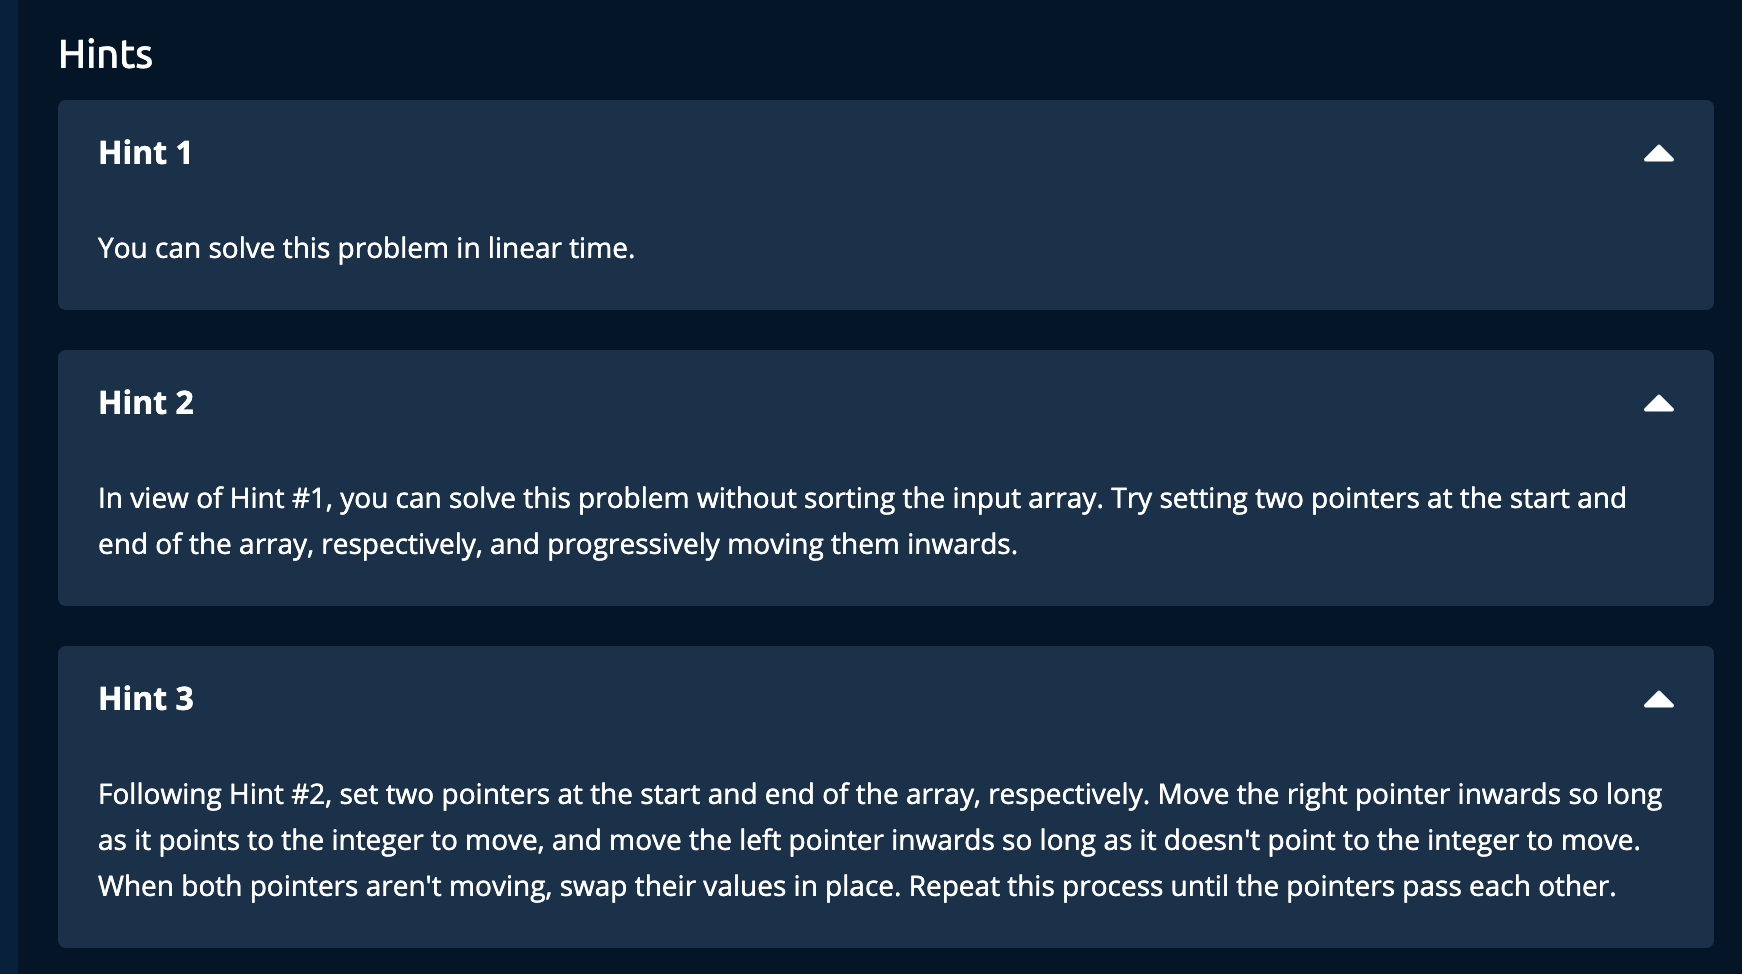 Hints
Hint 1
You can solve this problem in linear time.
Hint 2
In view of Hint #1, you can solve this problem without sorting the input array. Try setting two pointers at the start and
end of the array, respectively, and progressively moving them inwards.
Hint 3
Following Hint #2, set two pointers at the start and end of the array, respectively. Move the right pointer inwards so long
as it points to the integer to move, and move the left pointer inwards so long as it doesn't point to the integer to move.
When both pointers aren't moving, swap their values in place. Repeat this process until the pointers pass each other.